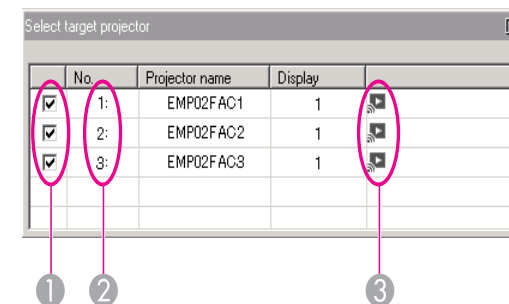 Select target projector
No. Projector name Display
1: EMP02FAC1 1
2: EMP02FAC2 1
3: EMP02FAC3 1
1 2 3